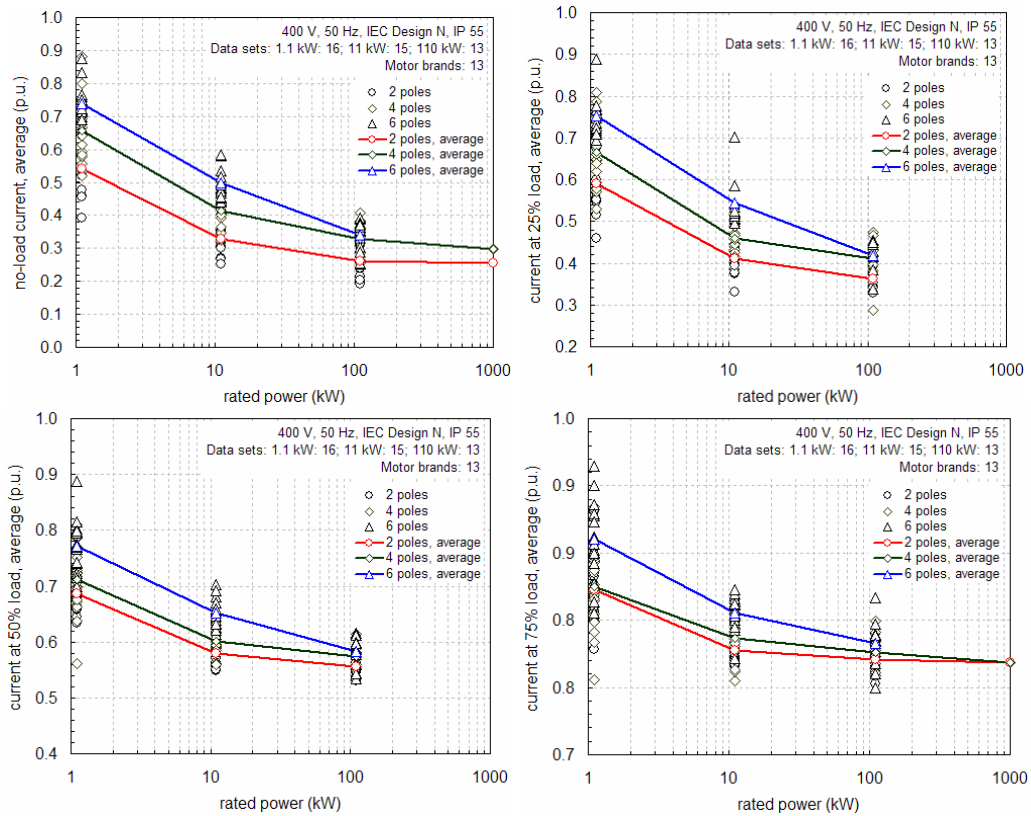 400 V, 50 Hz, IEC Design N, IP 55
Data sets: 1.1 kW: 16; 11 kW: 15; 110 kW: 13
Motor brands: 13
2 poles
4 poles
6 poles
2 poles, average
4 poles, average
6 poles, average
no-load current, average (p.u.)
1.0
0.9
0.8
0.7
0.6
0.5
0.4
0.3
0.2
0.1
0.0
1 10 100 1000
rated power (kW)
400 V, 50 Hz, IEC Design N, IP 55
Data sets: 1.1 kW: 16; 11 kW: 15; 110 kW: 13
Motor brands: 13
2 poles
4 poles
6 poles
2 poles, average
4 poles, average
6 poles, average
current at 25% load, average (p.u.)
1.0
0.9
0.8
0.7
0.6
0.5
0.4
0.3
0.2
1 10 100 1000
rated power (kW)
400 V, 50 Hz, IEC Design N, IP 55
Data sets: 1.1 kW: 16; 11 kW: 15; 110 kW: 13
Motor brands: 13
2 poles
4 poles
6 poles
2 poles, average
4 poles, average
6 poles, average
current at 50% load, average (p.u.)
1.0
0.9
0.8
0.7
0.6
0.5
0.4
1 10 100 1000
rated power (kW)
400 V, 50 Hz, IEC Design N, IP 55
Data sets: 1.1 kW: 16; 11 kW: 15; 110 kW: 13
Motor brands: 13
2 poles
4 poles
6 poles
2 poles, average
4 poles, average
6 poles, average
current at 75% load, average (p.u.)
1.0
0.9
0.9
0.8
0.8
0.7
1 10 100 1000
rated power (kW)